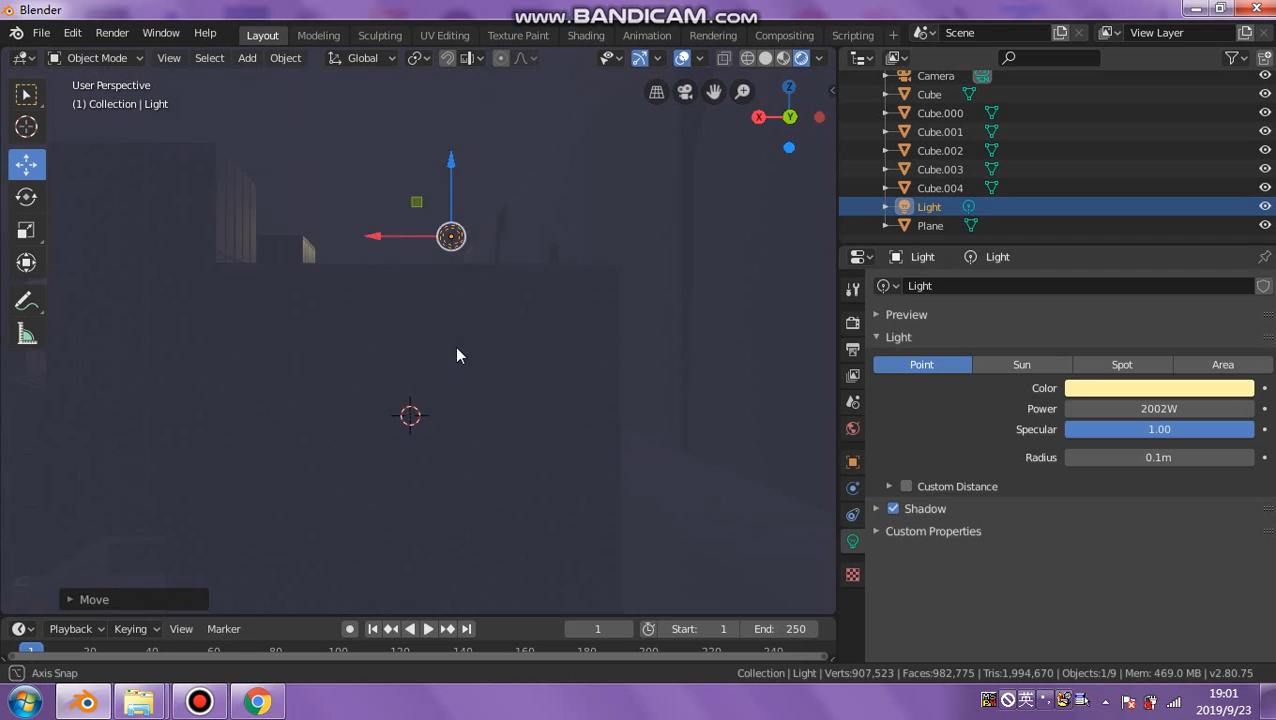 Blender
www.BANDICAM.com
File Edit Render Window Help Layout Modeling Sculpting UV Editing Texture Paint Shading Animation Rendering Compositing Scripting + Scene View Layer
Object Mode View Select Add Object Global
User Perspective
(1) Collection | Light
Z
X Y
Camera
Cube
Cube.000
Cube.001
Cube.002
Cube.003
Cube.004
Light
Plane
Light Light
Light
Preview
Light
Point Sun Spot Area
Color
Power 2002W
Specular 1.00
Radius 0.1m
Custom Distance
Shadow
Custom Properties
Move
Playback Keying View Marker 1 Start: 1 End: 250
1 20 40 60 80 100 120 140 160 180 200 220 240
Axis Snap Collection | Light | Verts:907,523 | Faces:982,775 | Tris:1,994,670 | Objects:1/9 | Mem: 469.0 MB | v2.80.75
英
19:01
2019/9/23